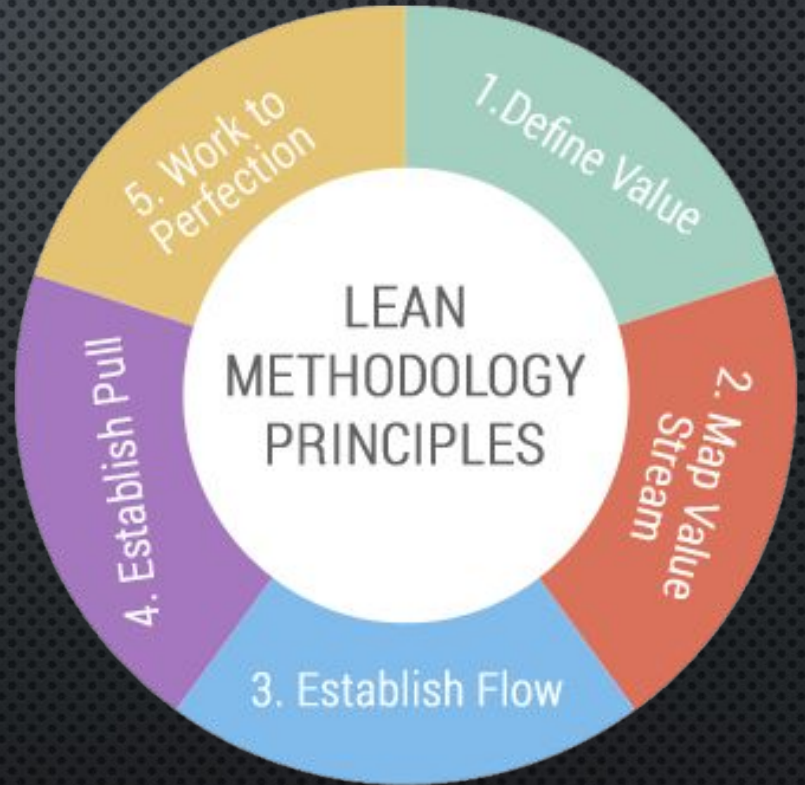 LEAN
METHODOLOGY
PRINCIPLES
1.Define Value
2. Map Value
Stream
3. Establish Flow
4. Establish Pull
5. Work to
Perfection